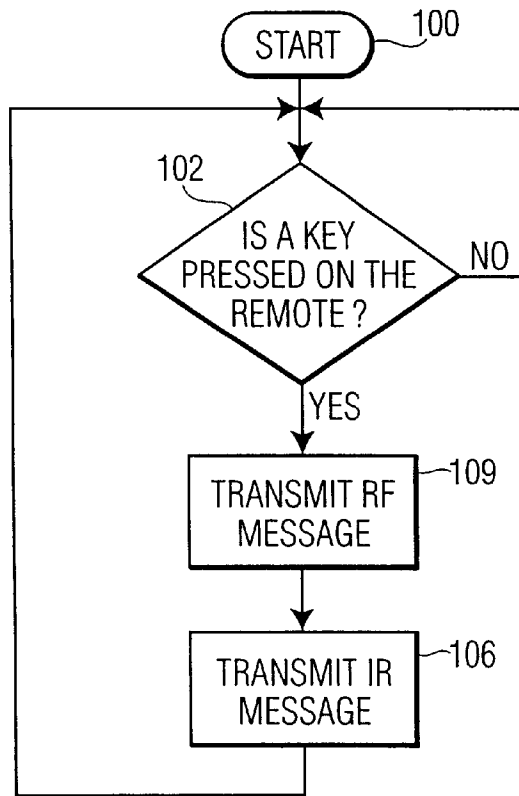 START
100
102
IS A KEY
PRESSED ON THE
REMOTE ?
NO
YES
109
TRANSMIT RF
MESSAGE
106
TRANSMIT IR
MESSAGE